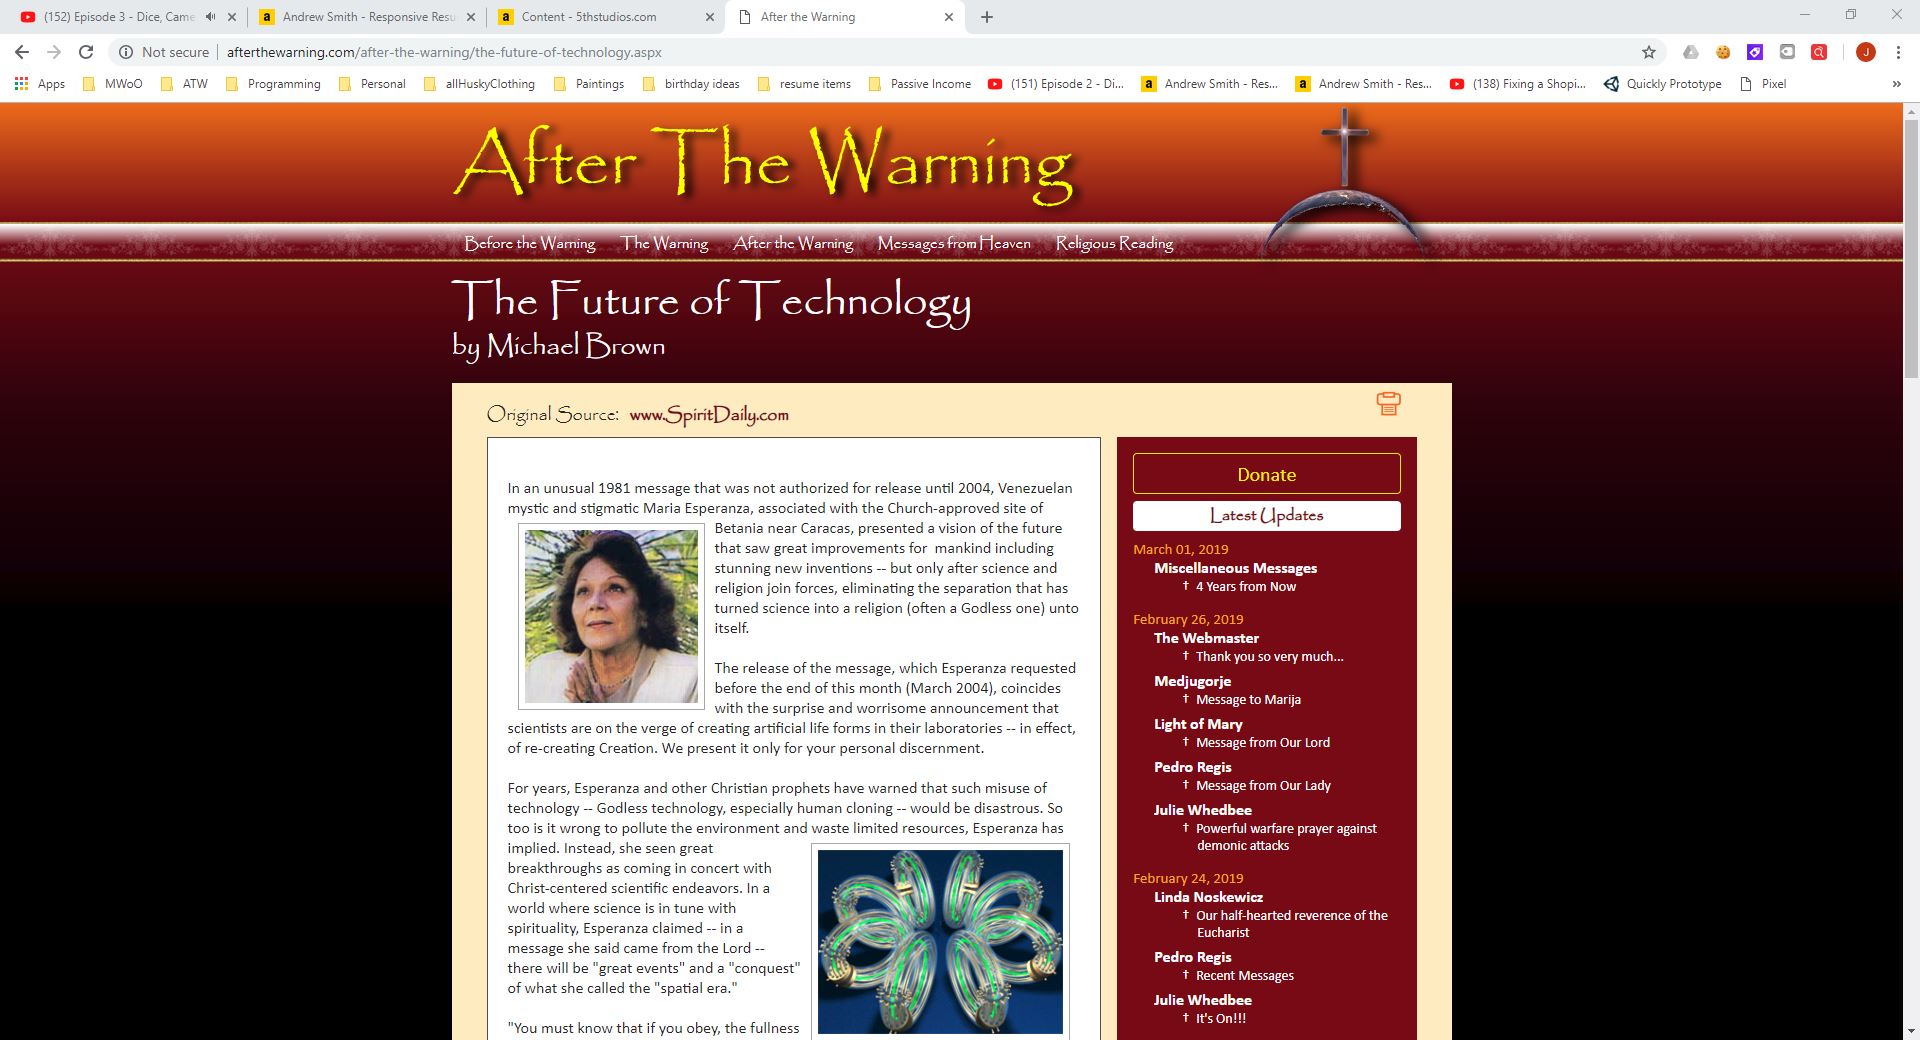 (152) Episode 3 - Dice, Came
Andrew Smith - Responsive Resu
Content - 5thstudios.com
After the Warning
Not secure
afterthewarning.com/after-the-warning/the-future-of-technology.aspx
J
Apps
MWoO
ATW
Programming
Personal
allHuskyClothing
Paintings
birthday ideas
resume items
Passive Income
(151) Episode 2 - Di...
Andrew Smith - Res...
Andrew Smith - Res...
(138) Fixing a Shopi...
Quickly Prototype
Pixel
After The Warning
Before the Warning
The Warning
After the Warning
Messages from Heaven
Religious Reading
The Future of Technology
by Michael Brown
Original Source: www.SpiritDaily.com
In an unusual 1981 message that was not authorized for release until 2004, Venezuelan
mystic and stigmatic Maria Esperanza, associated with the Church-approved site of
Betania near Caracas, presented a vision of the future
that saw great improvements for mankind including
stunning new inventions -- but only after science and
religion join forces, eliminating the separation that has
turned science into a religion (often a Godless one) unto
itself.
The release of the message, which Esperanza requested
before the end of this month (March 2004), coincides
with the surprise and worrisome announcement that
scientists are on the verge of creating artificial life forms in their laboratories -- in effect,
of re-creating Creation. We present it only for your personal discernment.
For years, Esperanza and other Christian prophets have warned that such misuse of
technology -- Godless technology, especially human cloning -- would be disastrous. So
too is it wrong to pollute the environment and waste limited resources, Esperanza has
implied. Instead, she seen great
breakthroughs as coming in concert with
Christ-centered scientific endeavors. In a
world where science is in tune with
spirituality, Esperanza claimed -- in a
message she said came from the Lord --
there will be "great events" and a "conquest"
of what she called the "spatial era."
"You must know that if you obey, the fullness
Donate
Latest Updates
March 01, 2019
Miscellaneous Messages
† 4 Years from Now
February 26, 2019
The Webmaster
† Thank you so very much...
Medjugorje
† Message to Marija
Light of Mary
† Message from Our Lord
Pedro Regis
† Message from Our Lady
Julie Whedbee
† Powerful warfare prayer against
demonic attacks
February 24, 2019
Linda Noskewicz
† Our half-hearted reverence of the
Eucharist
Pedro Regis
† Recent Messages
Julie Whedbee
† It's On!!!